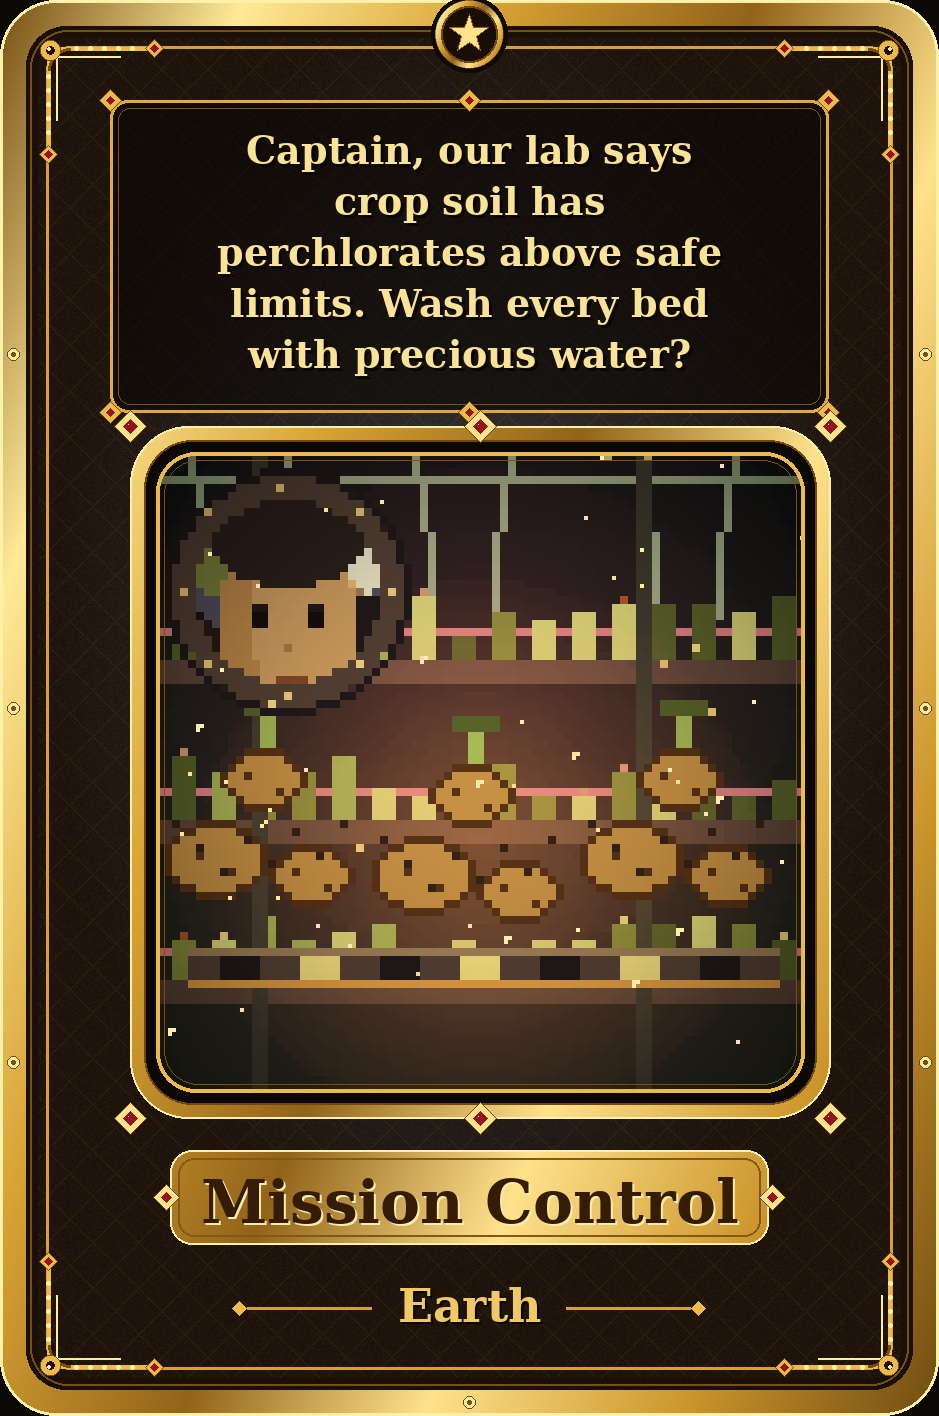 Captain, our lab says
crop soil has
perchlorates above safe
limits. Wash every bed
with precious water?
Mission Control
Earth